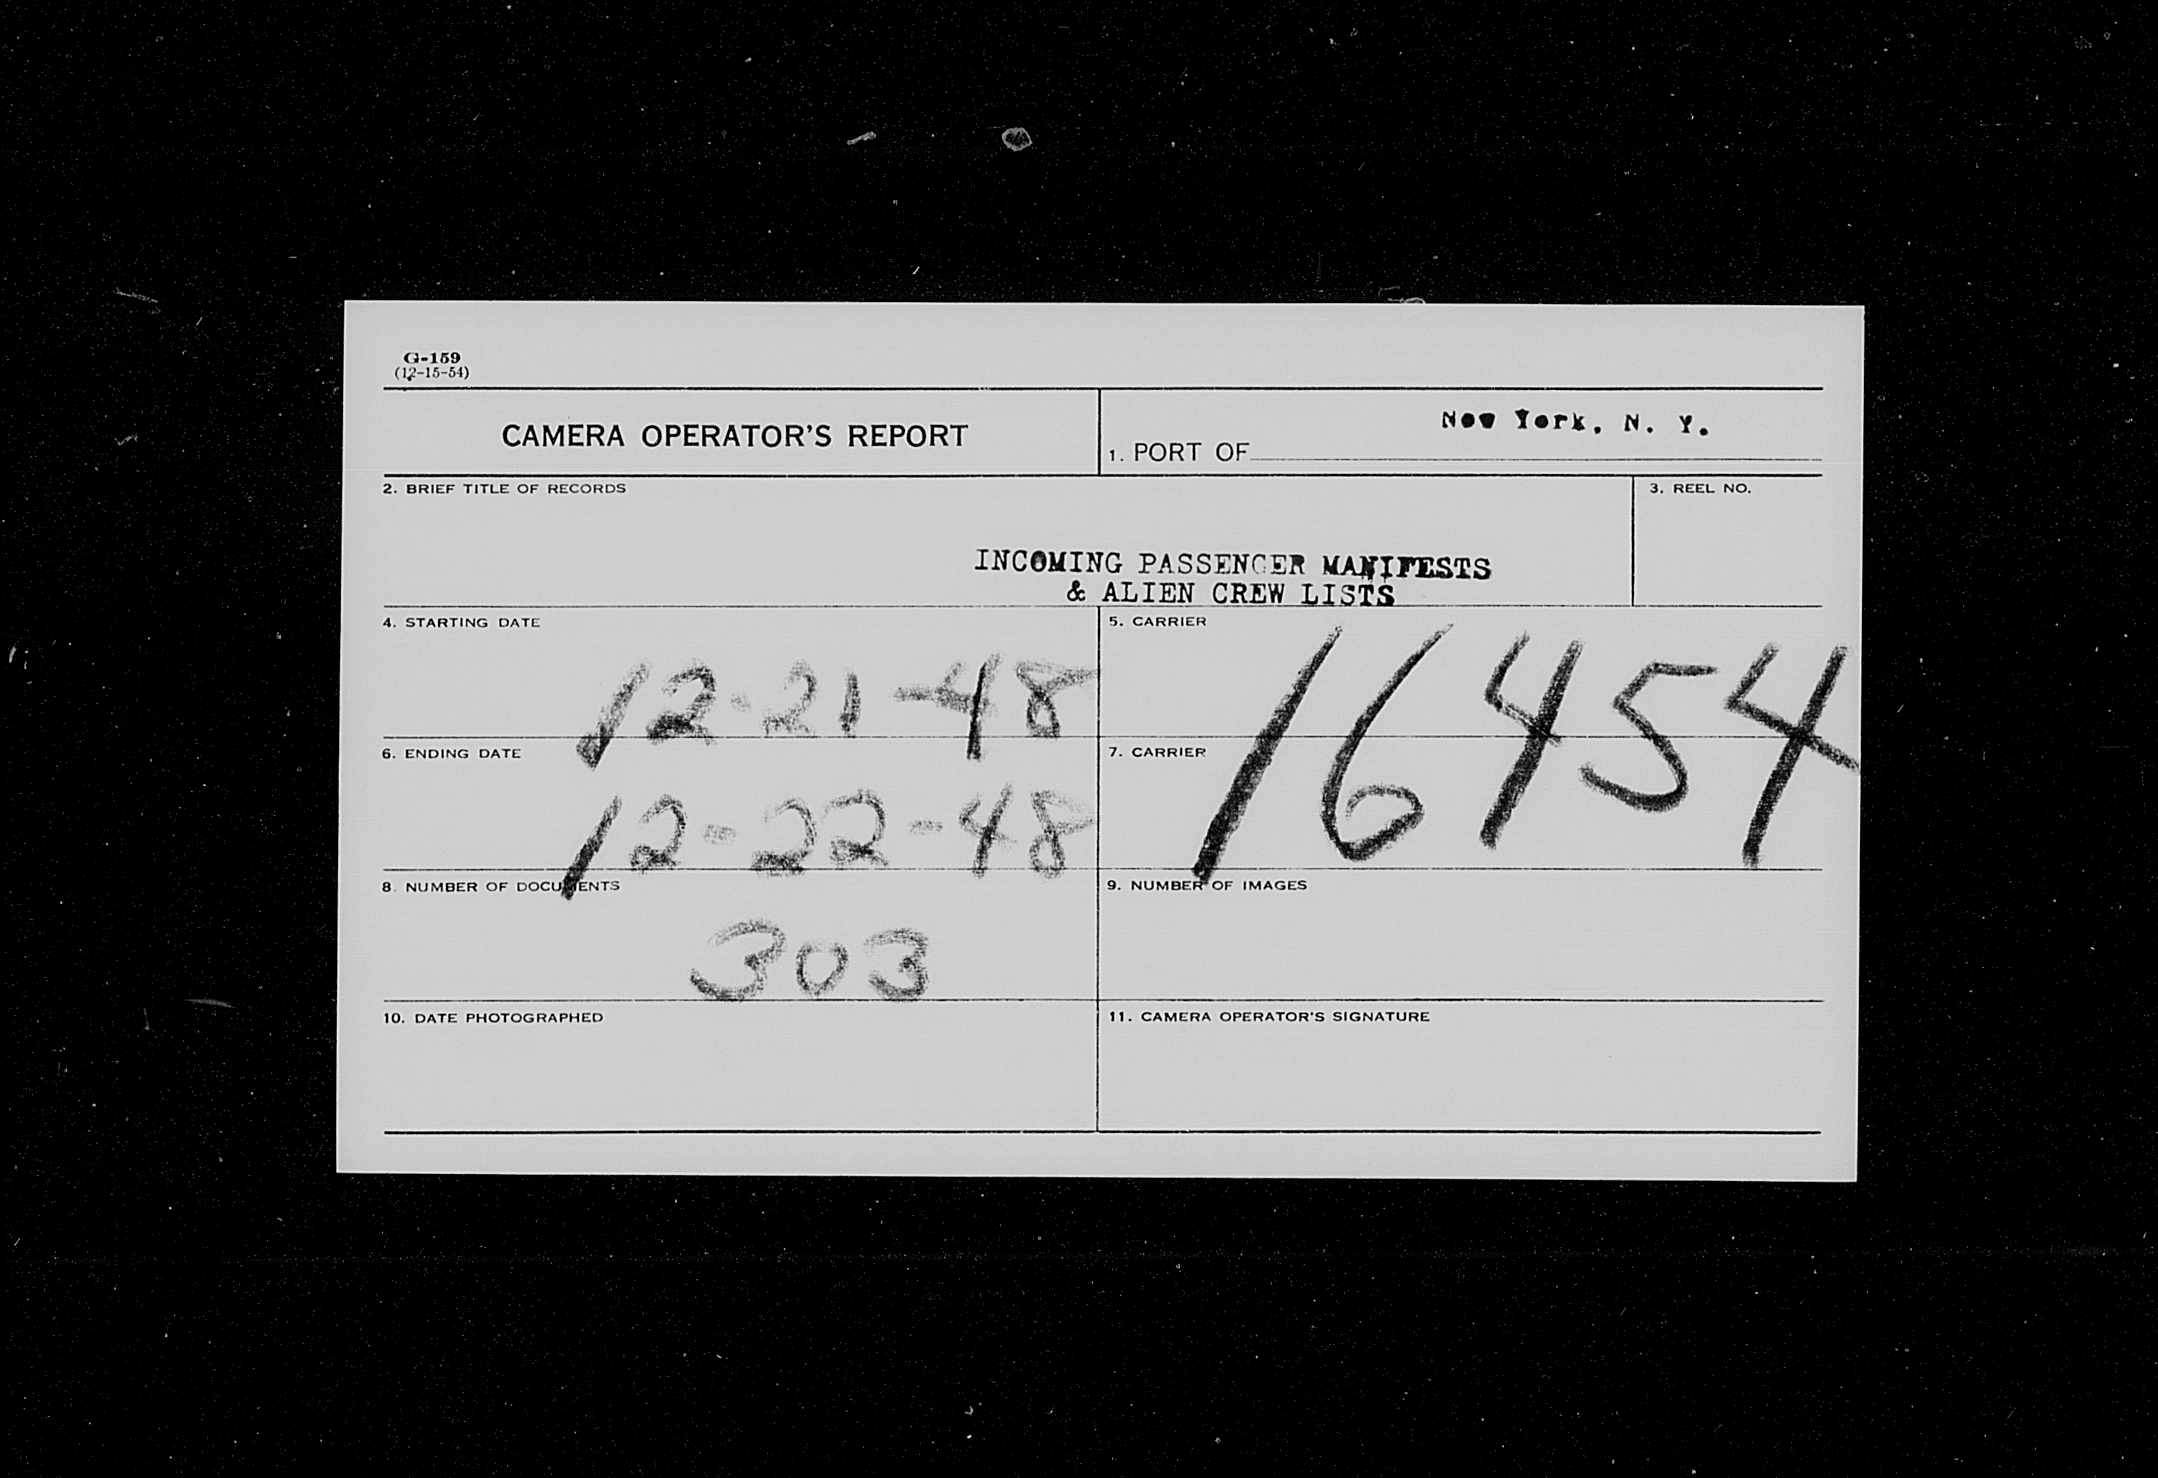 G-159
(12-15-54)
CAMERA OPERATOR'S REPORT
1. PORT OF New York, N. Y.
2. BRIEF TITLE OF RECORDS
INCOMING PASSENGER MANIFESTS
& ALIEN CREW LISTS
3. REEL NO.
4. STARTING DATE
12-21-48
5. CARRIER
16454
6. ENDING DATE
12-22-48
7. CARRIER
8. NUMBER OF DOCUMENTS
303
9. NUMBER OF IMAGES
10. DATE PHOTOGRAPHED
11. CAMERA OPERATOR'S SIGNATURE